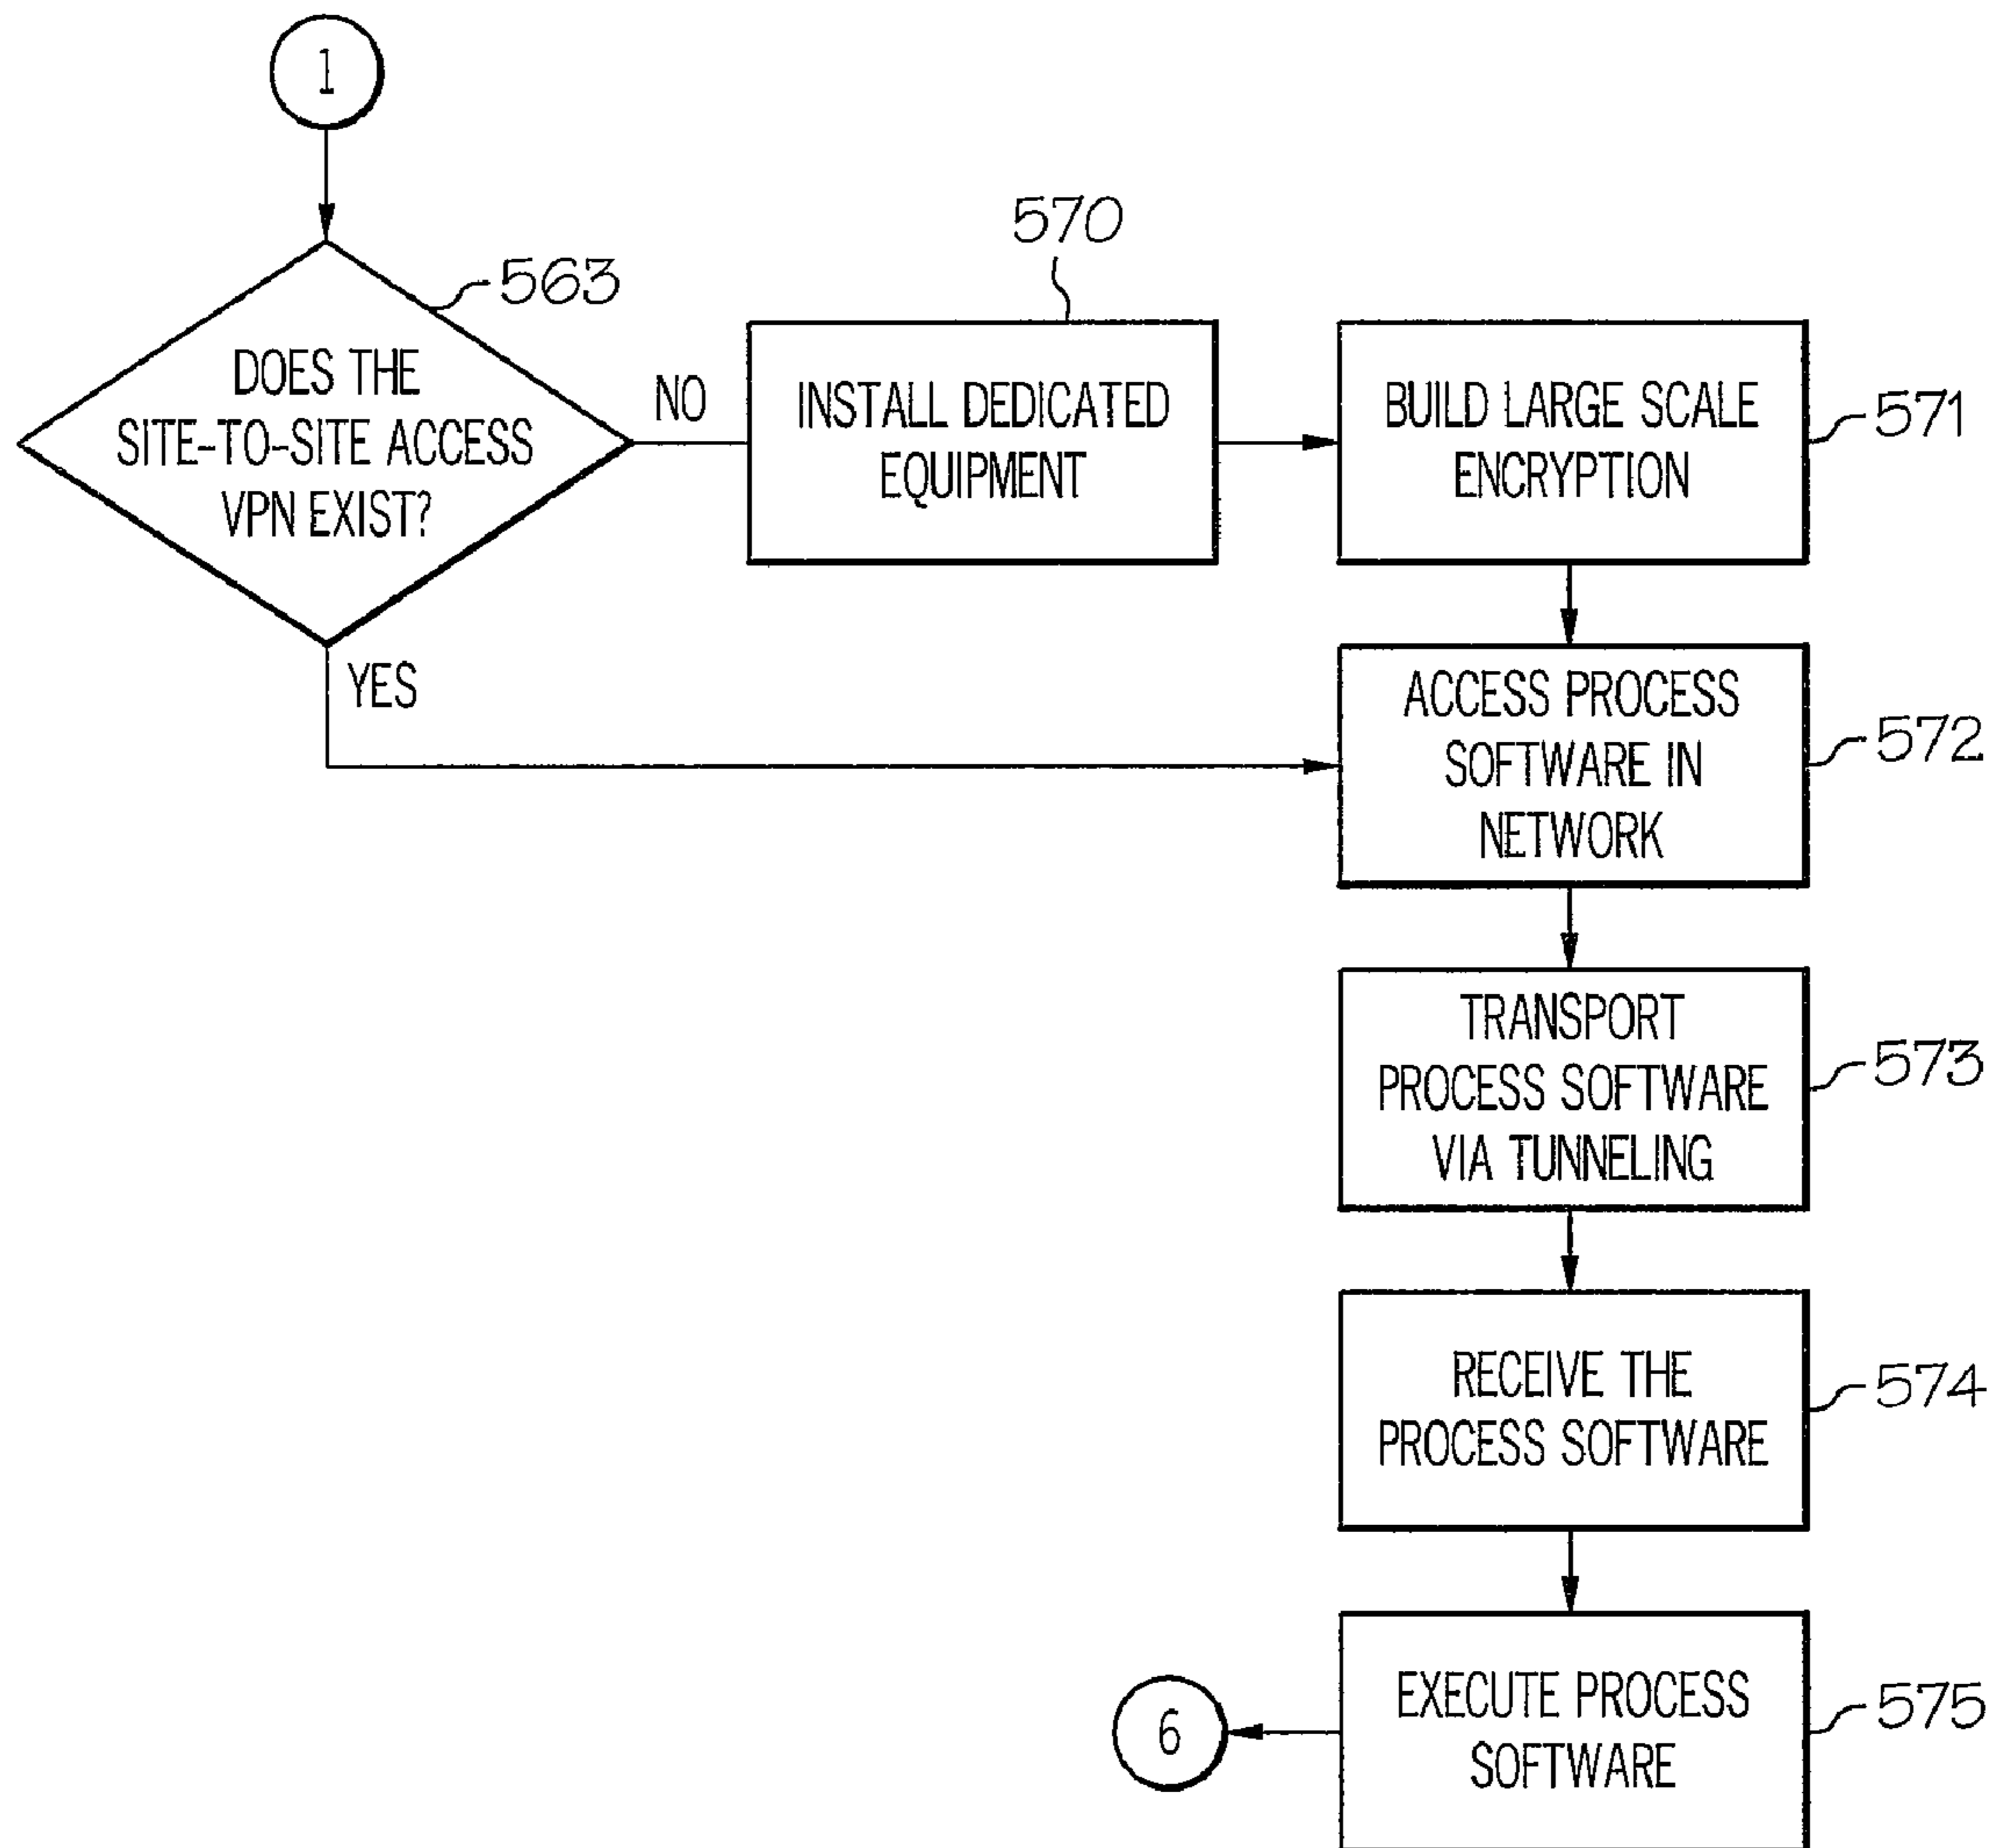 1
563
DOES THE
SITE-TO-SITE ACCESS
VPN EXIST?
NO
YES
570
INSTALL DEDICATED
EQUIPMENT
BUILD LARGE SCALE
ENCRYPTION
571
ACCESS PROCESS
SOFTWARE IN
NETWORK
572
TRANSPORT
PROCESS SOFTWARE
VIA TUNNELING
573
RECEIVE THE
PROCESS SOFTWARE
574
EXECUTE PROCESS
SOFTWARE
575
6